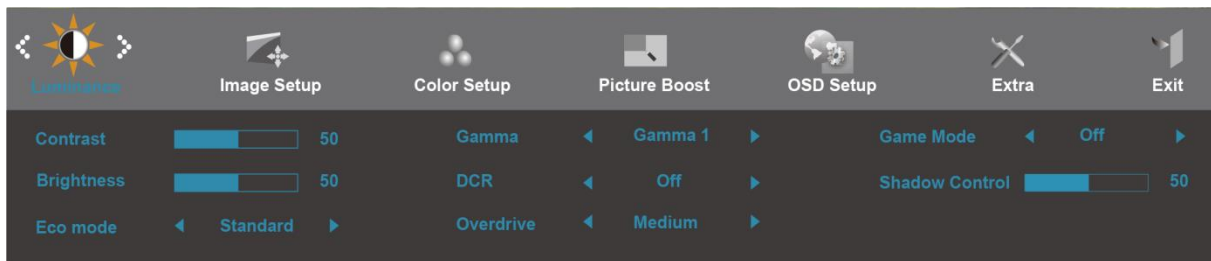 Luminance
Image Setup
Color Setup
Picture Boost
OSD Setup
Extra
Exit
Contrast 50
Gamma Gamma 1
Game Mode Off
Brightness 50
DCR Off
Shadow Control 50
Eco mode Standard
Overdrive Medium